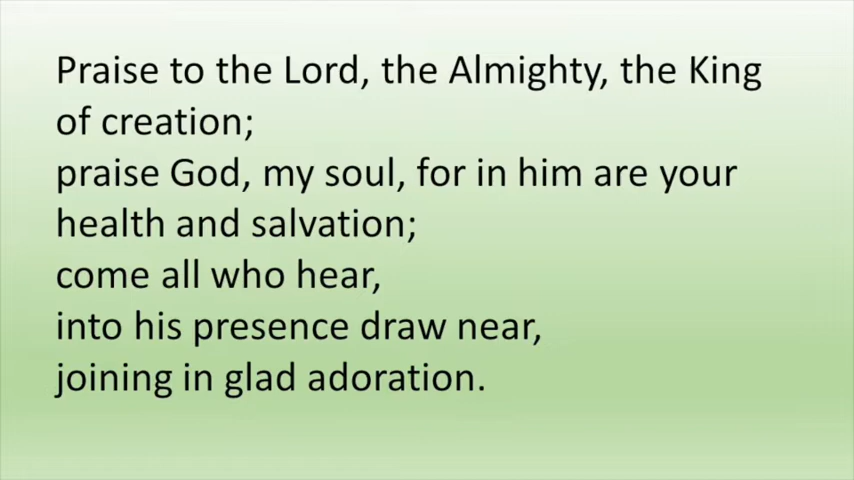 Praise to the Lord, the Almighty, the King
of creation;
praise God, my soul, for in him are your
health and salvation;
come all who hear,
into his presence draw near,
joining in glad adoration.